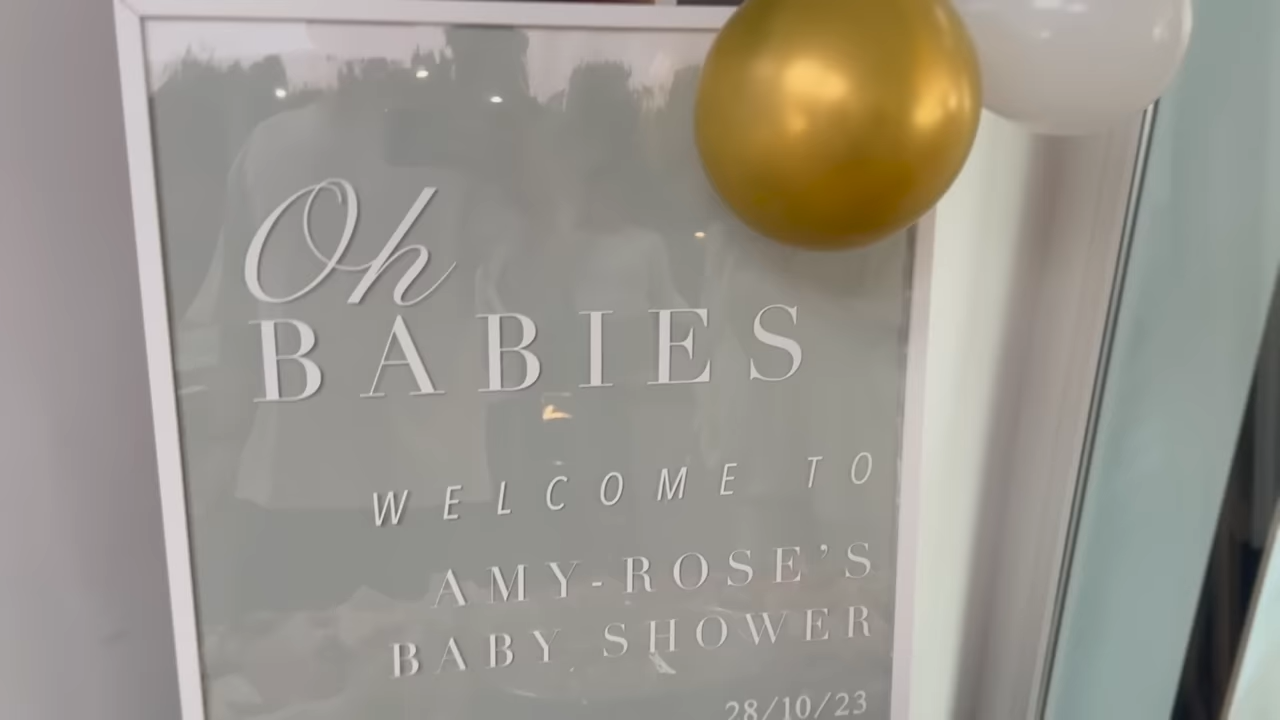 Oh
BABIES
WELCOME TO
AMY-ROSE'S
BABY SHOWER
28/10/23